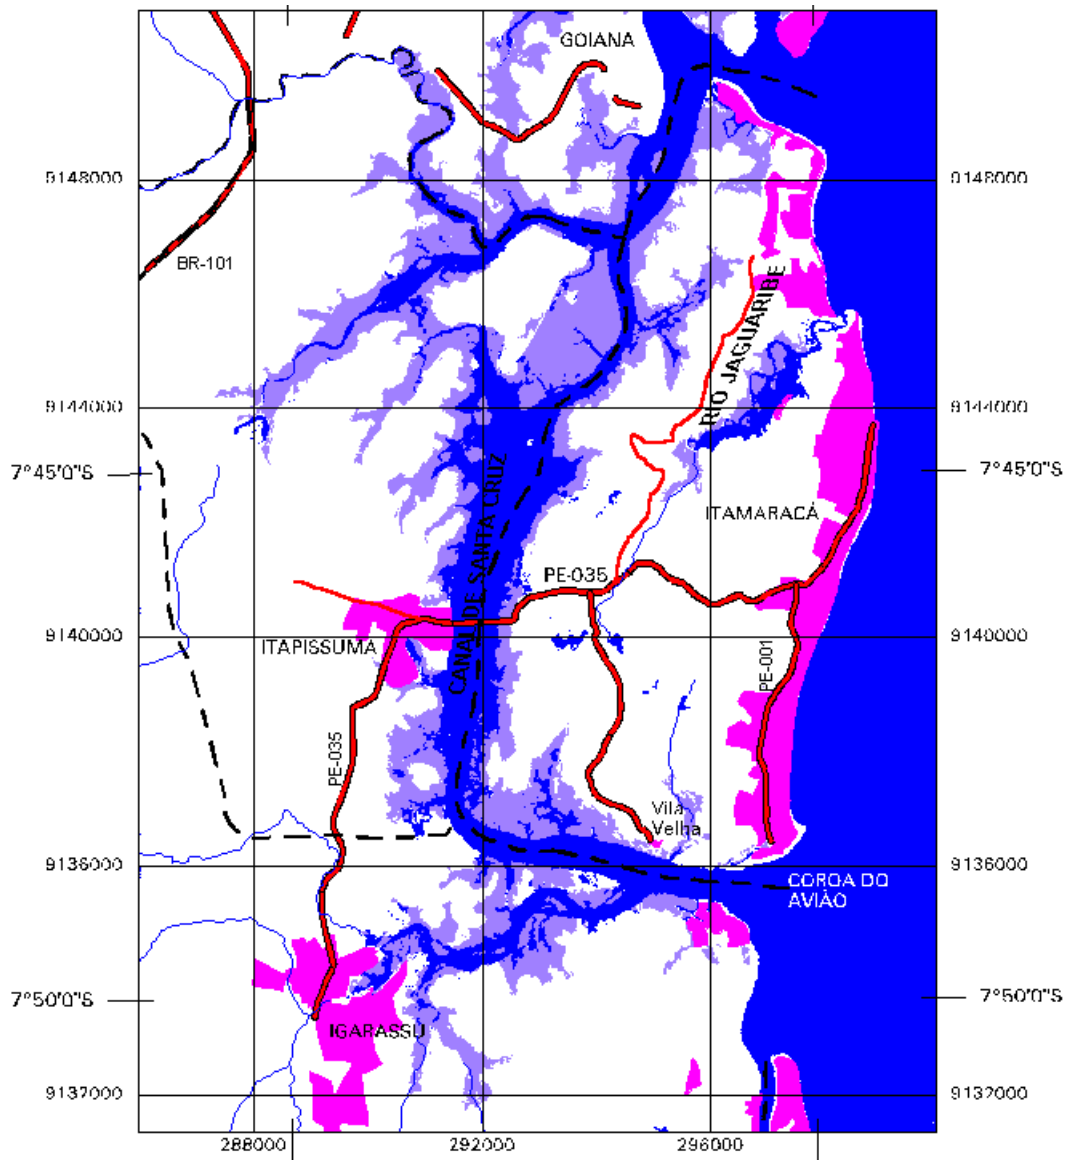 GOIANA
9148000
9148000
BR-101
RIO JAGUARIBE
9144000
9144000
7°45'0"S
7°45'0"S
CANAL DE SANTA CRUZ
ITAMARACÁ
PE-035
9140000
9140000
ITAPISSUMA
PE-001
PE-035
Vila
Velha
9136000
9136000
COROA DO
AVIÃO
7°50'0"S
7°50'0"S
IGARASSU
9137000
9137000
288000
292000
296000